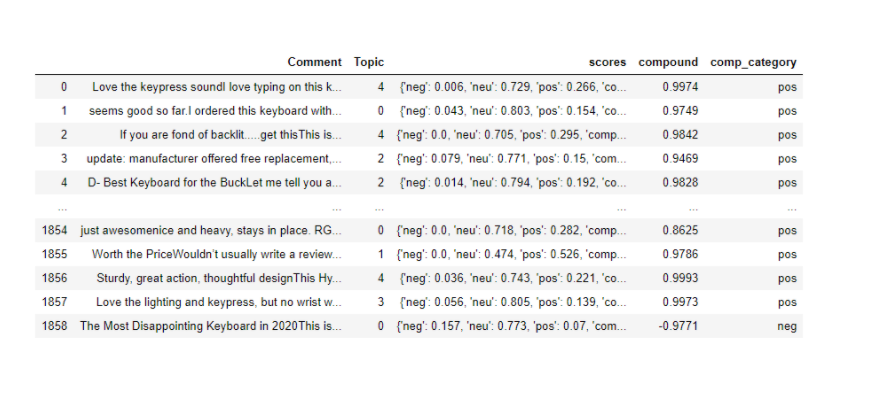 Comment Topic scores compound comp_category
0 Love the keypress soundI love typing on this k... 4 {'neg': 0.006, 'neu': 0.729, 'pos': 0.266, 'co... 0.9974 pos
1 seems good so far.I ordered this keyboard with... 0 {'neg': 0.043, 'neu': 0.803, 'pos': 0.154, 'co... 0.9749 pos
2 If you are fond of backlit.....get thisThis is... 4 {'neg': 0.0, 'neu': 0.705, 'pos': 0.295, 'comp... 0.9842 pos
3 update: manufacturer offered free replacement,... 2 {'neg': 0.079, 'neu': 0.771, 'pos': 0.15, 'com... 0.9469 pos
4 D- Best Keyboard for the BuckLet me tell you a... 2 {'neg': 0.014, 'neu': 0.794, 'pos': 0.192, 'co... 0.9828 pos
... ... ... ... ... ...
1854 just awesomenice and heavy, stays in place. RG... 0 {'neg': 0.0, 'neu': 0.718, 'pos': 0.282, 'comp... 0.8625 pos
1855 Worth the PriceWouldn't usually write a review... 1 {'neg': 0.0, 'neu': 0.474, 'pos': 0.526, 'comp... 0.9786 pos
1856 Sturdy, great action, thoughtful designThis Hy... 4 {'neg': 0.036, 'neu': 0.743, 'pos': 0.221, 'co... 0.9993 pos
1857 Love the lighting and keypress, but no wrist w... 3 {'neg': 0.056, 'neu': 0.805, 'pos': 0.139, 'co... 0.9973 pos
1858 The Most Disappointing Keyboard in 2020This is... 0 {'neg': 0.157, 'neu': 0.773, 'pos': 0.07, 'com... -0.9771 neg